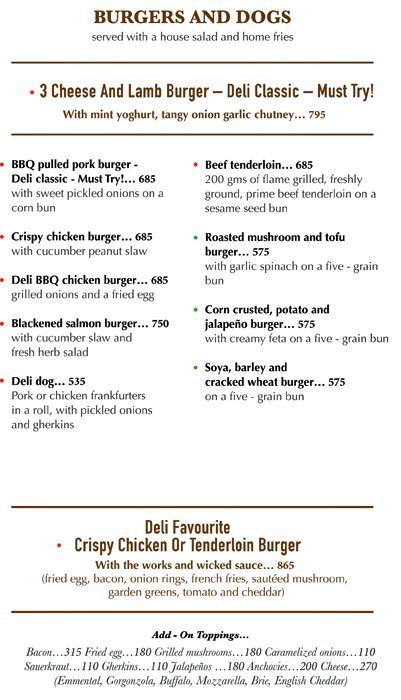 BURGERS AND DOGS
served with a house salad and home fries
• 3 Cheese And Lamb Burger – Deli Classic – Must Try!
With mint yoghurt, tangy onion garlic chutney... 795
• BBQ pulled pork burger -
Deli classic - Must Try!... 685
with sweet pickled onions on a
corn bun
• Crispy chicken burger... 685
with cucumber peanut slaw
• Deli BBQ chicken burger... 685
grilled onions and a fried egg
• Blackened salmon burger... 750
with cucumber slaw and
fresh herb salad
• Deli dog... 535
Pork or chicken frankfurters
in a roll, with pickled onions
and gherkins
• Beef tenderloin... 685
200 gms of flame grilled, freshly
ground, prime beef tenderloin on a
sesame seed bun
• Roasted mushroom and tofu
burger... 575
with garlic spinach on a five - grain
bun
• Corn crusted, potato and
jalapeño burger... 575
with creamy feta on a five - grain bun
• Soya, barley and
cracked wheat burger... 575
on a five - grain bun
Deli Favourite
• Crispy Chicken Or Tenderloin Burger
With the works and wicked sauce... 865
(fried egg, bacon, onion rings, french fries, sautéed mushroom,
garden greens, tomato and cheddar)
Add - On Toppings...
Bacon...315 Fried egg...180 Grilled mushrooms...180 Caramelized onions...110
Sauerkraut...110 Gherkins...110 Jalapeños ...180 Anchovies...200 Cheese...270
(Emmental, Gorgonzola, Buffalo, Mozzarella, Brie, English Cheddar)